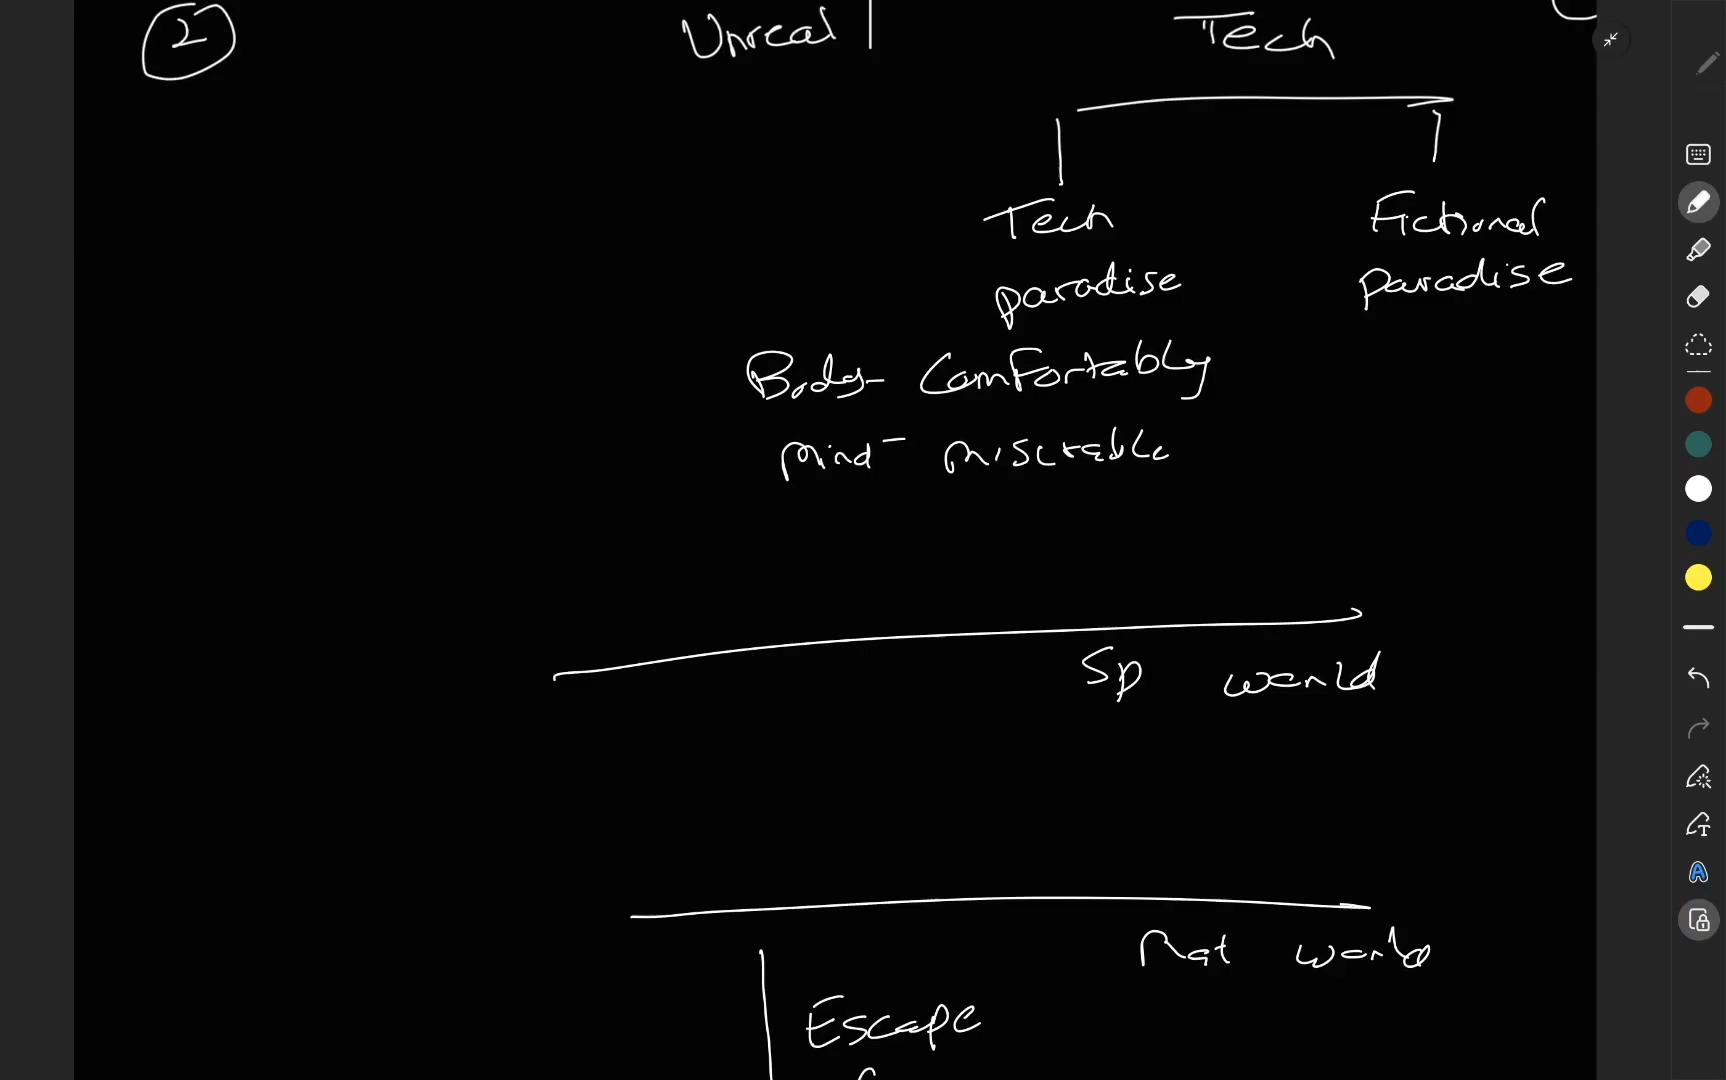 2 Unreal | Tech
Tech Fictional
paradise paradise
Body- Comfortably
Mind- miserable
Sp world
Mat world
Escape